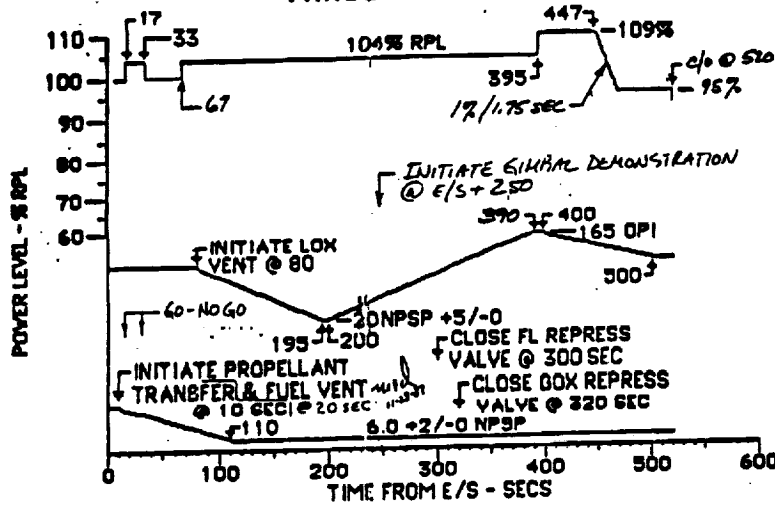 17
33
447
110
104% RPL
109%
395
c/o @ 520
100
67
1%/1.75 SEC
95%
90
80
INITIATE GIMBAL DEMONSTRATION
@ E/S + 250
70
390
400
60
165 OPI
INITIATE LOX
VENT @ 80
500
POWER LEVEL - % RPL
GO-NO GO
20NPSP +5/-0
195
200
CLOSE FL REPRESS
VALVE @ 300 SEC
INITIATE PROPELLANT
TRANSFER & FUEL VENT
@ 10 SEC @ 20 SEC
CLOSE GOX REPRESS
VALVE @ 320 SEC
110
6.0 +2/-0 NPSP
0 100 200 300 400 500 600
TIME FROM E/S - SECS